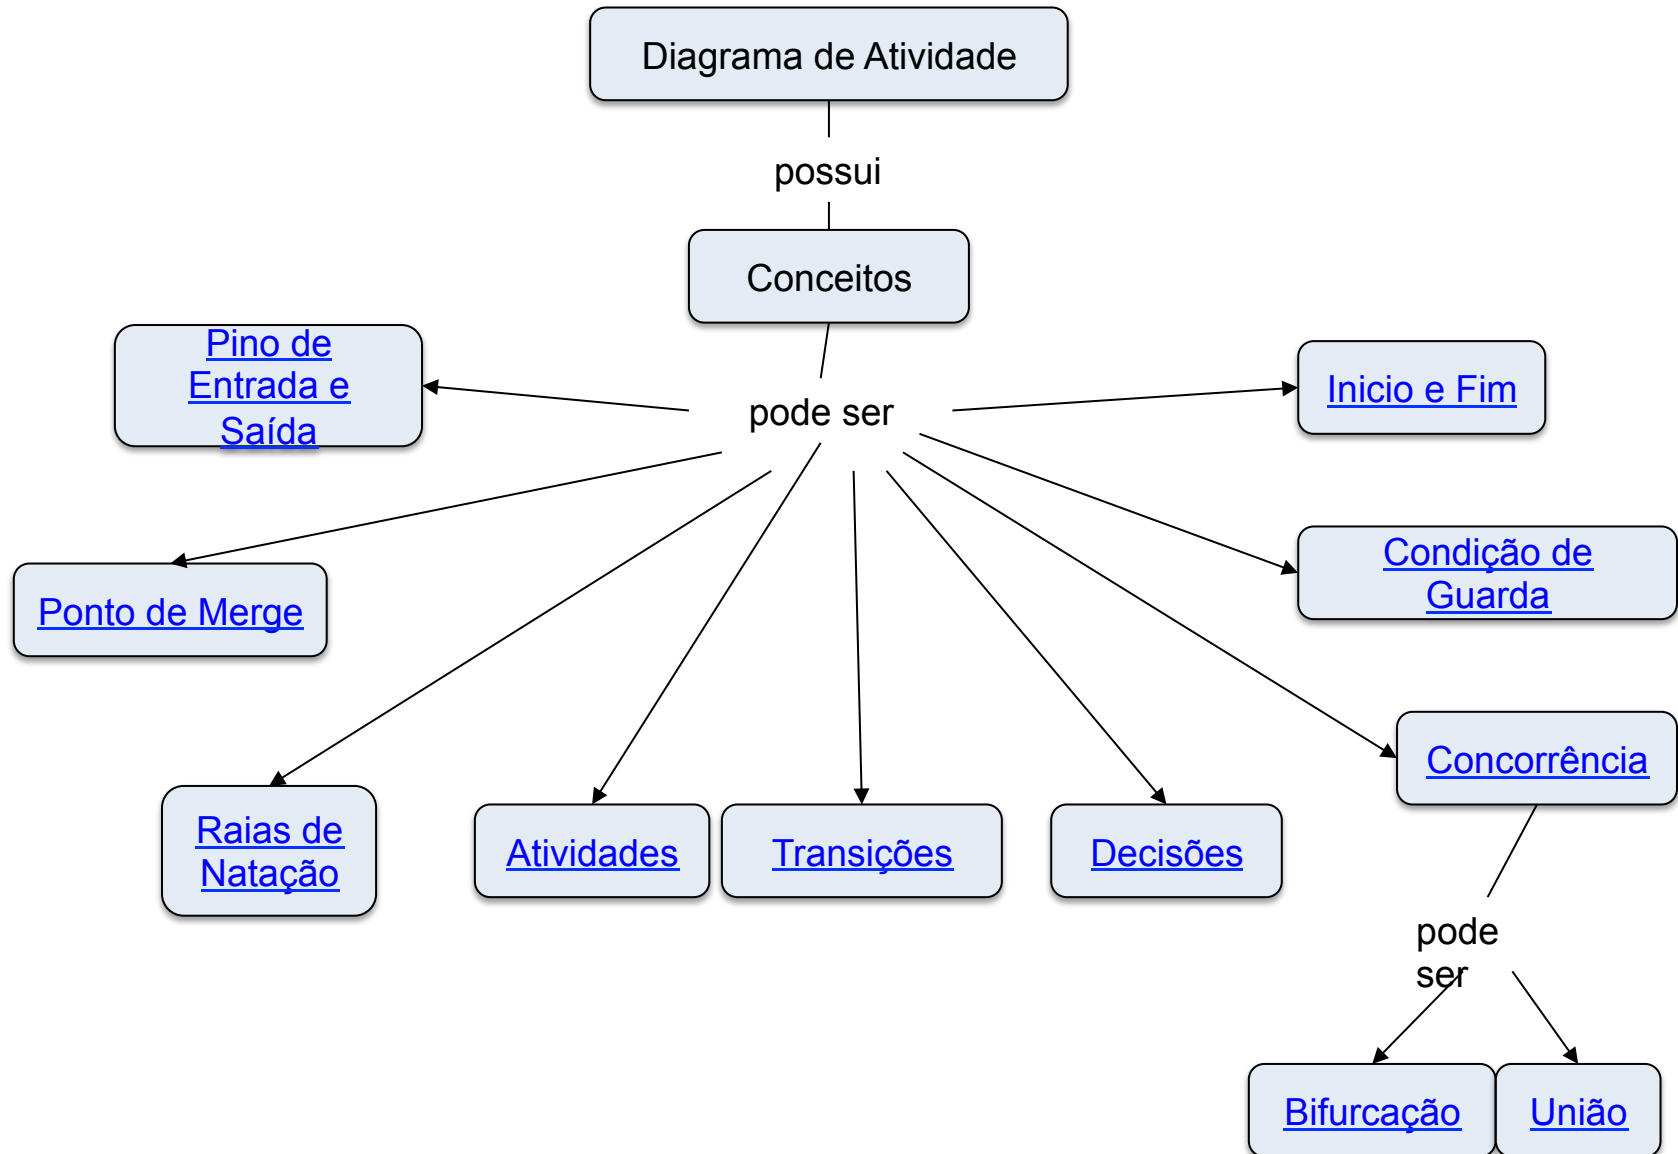 Diagrama de Atividade
possui
Conceitos
Pino de
Entrada e
Saída
pode ser
Inicio e Fim
Condição de
Guarda
Ponto de Merge
Concorrência
Raias de
Natação
Atividades
Transições
Decisões
pode
ser
Bifurcação
União